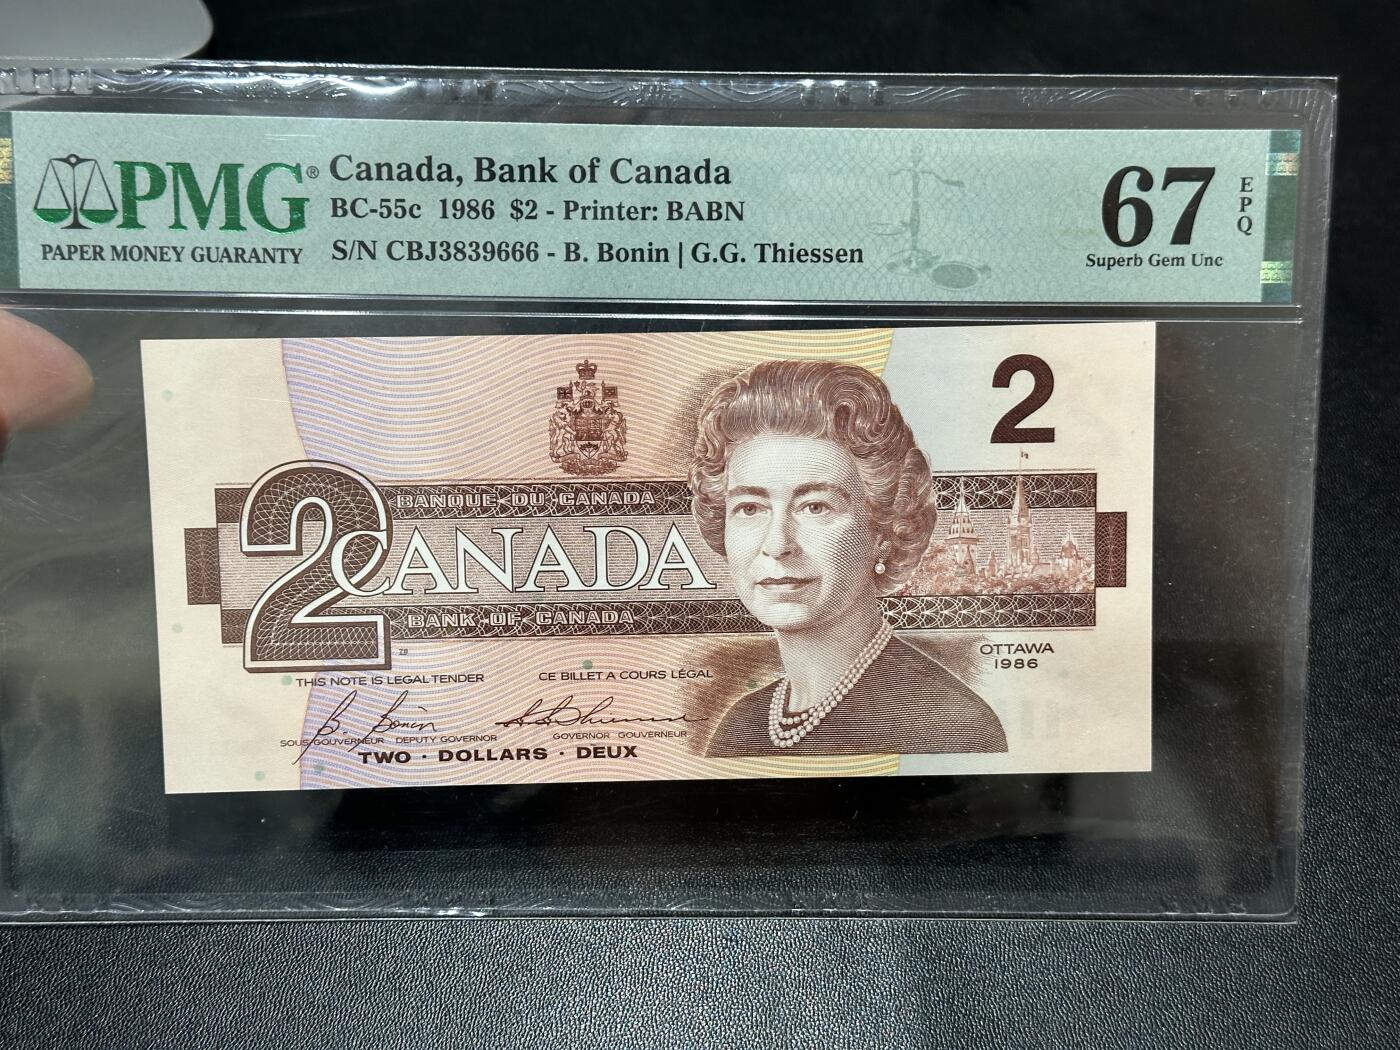 PMG®
PAPER MONEY GUARANTY
Canada, Bank of Canada
BC-55c 1986 $2 - Printer: BABN
S/N CBJ3839666 - B. Bonin | G.G. Thiessen
67
EPQ
Superb Gem Unc
2
2
BANQUE DU CANADA
CANADA
BANK OF CANADA
OTTAWA
1986
THIS NOTE IS LEGAL TENDER
CE BILLET A COURS LÉGAL
B. Bonin
SOUS GOUVERNEUR DEPUTY GOVERNOR
GOVERNOR GOUVERNEUR
TWO · DOLLARS · DEUX